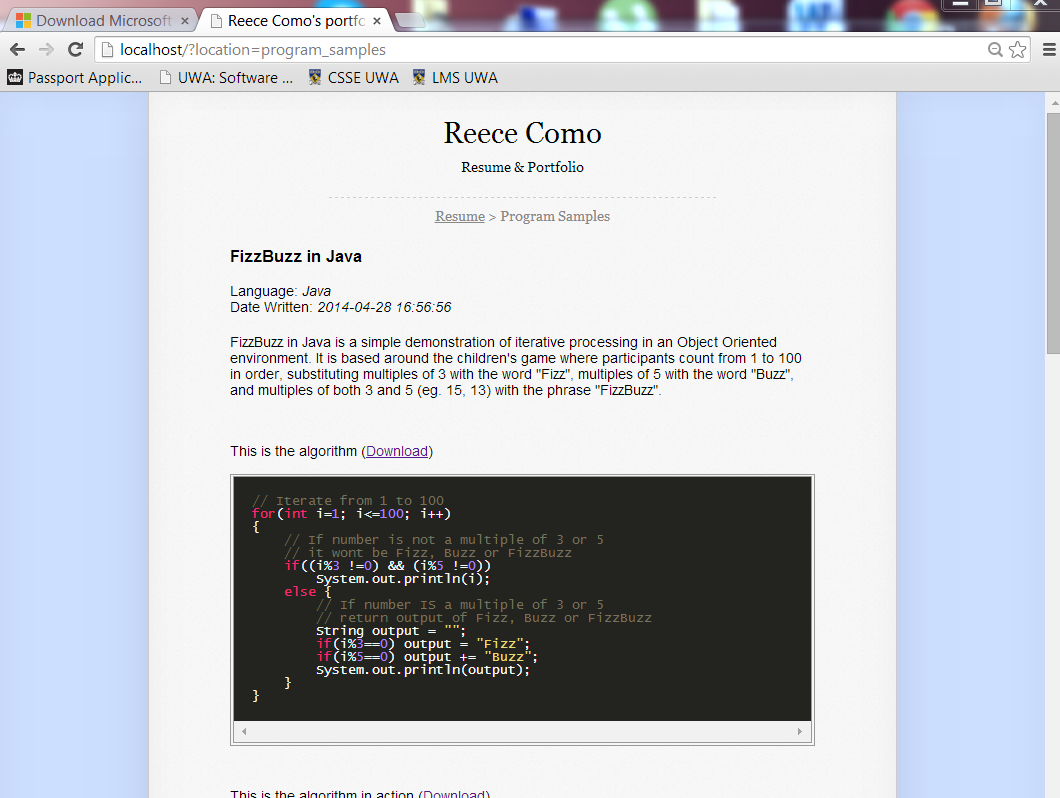 Download Microsoft
Reece Como's portfo
localhost/?location=program_samples
Passport Applic...
UWA: Software ...
CSSE UWA
LMS UWA
Reece Como
Resume & Portfolio
Resume > Program Samples
FizzBuzz in Java
Language: Java
Date Written: 2014-04-28 16:56:56
FizzBuzz in Java is a simple demonstration of iterative processing in an Object Oriented
environment. It is based around the children's game where participants count from 1 to 100
in order, substituting multiples of 3 with the word "Fizz", multiples of 5 with the word "Buzz",
and multiples of both 3 and 5 (eg. 15, 13) with the phrase "FizzBuzz".
This is the algorithm (Download)
// Iterate from 1 to 100
for(int i=1; i<=100; i++)
{
// If number is not a multiple of 3 or 5
// it wont be Fizz, Buzz or FizzBuzz
if((i%3 !=0) && (i%5 !=0))
System.out.println(i);
else {
// If number IS a multiple of 3 or 5
// return output of Fizz, Buzz or FizzBuzz
String output = "";
if(i%3==0) output = "Fizz";
if(i%5==0) output += "Buzz";
System.out.println(output);
}
}
This is the algorithm in action (Download)